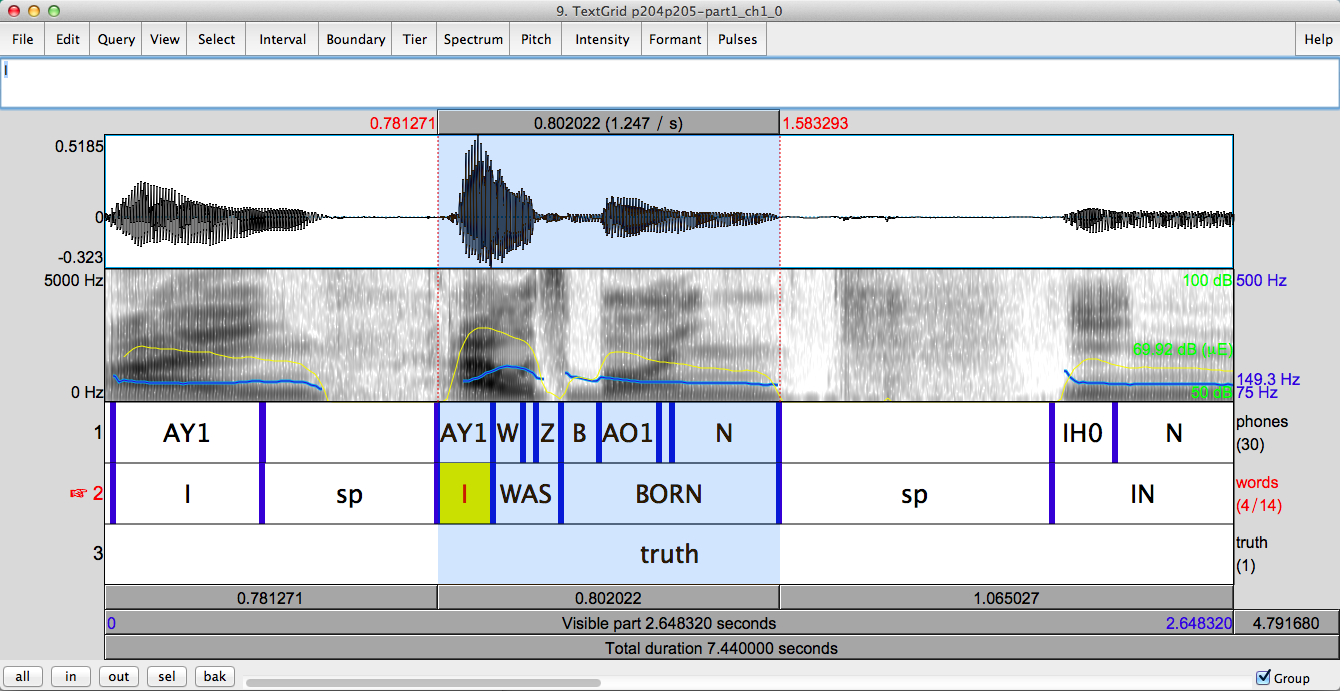 9. TextGrid p204p205-part1_ch1_0
File Edit Query View Select Interval Boundary Tier Spectrum Pitch Intensity Formant Pulses Help
I
0.781271 0.802022 (1.247 / s) 1.583293
0.5185
0
-0.323
5000 Hz 100 dB 500 Hz
69.92 dB (µE)
149.3 Hz
0 Hz 50 dB 75 Hz
1 AY1 AY1 W Z B AO1 N IH0 N phones
(30)
☞ 2 I sp I WAS BORN sp IN words
(4/14)
3 truth truth
(1)
0.781271 0.802022 1.065027
0 Visible part 2.648320 seconds 2.648320 4.791680
Total duration 7.440000 seconds
all in out sel bak Group